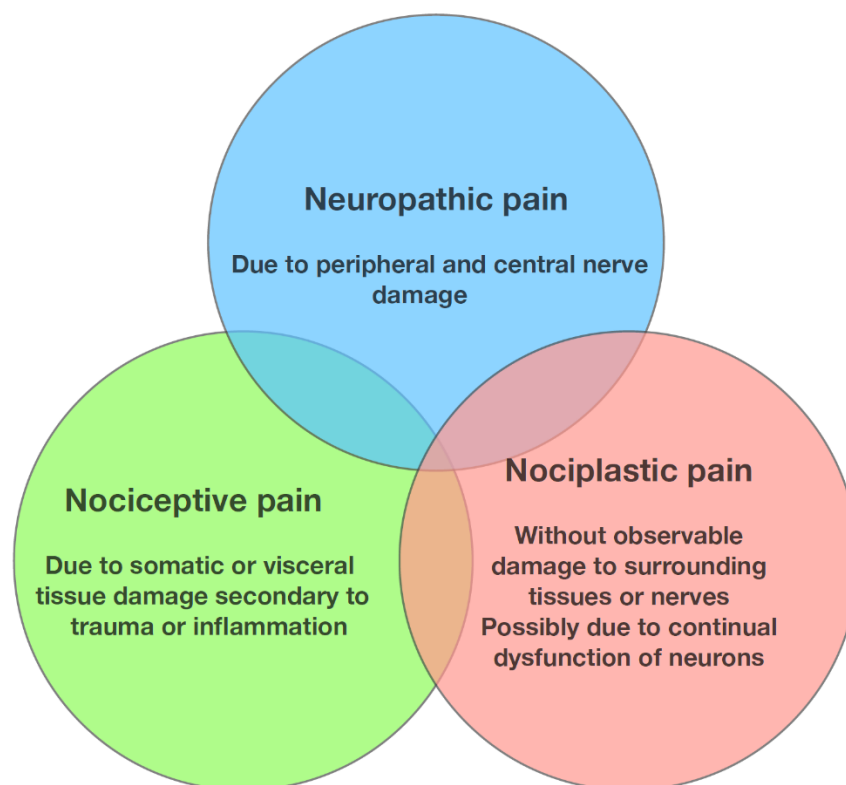 Neuropathic pain
Due to peripheral and central nerve
damage
Nociceptive pain
Due to somatic or visceral
tissue damage secondary to
trauma or inflammation
Nociplastic pain
Without observable
damage to surrounding
tissues or nerves
Possibly due to continual
dysfunction of neurons